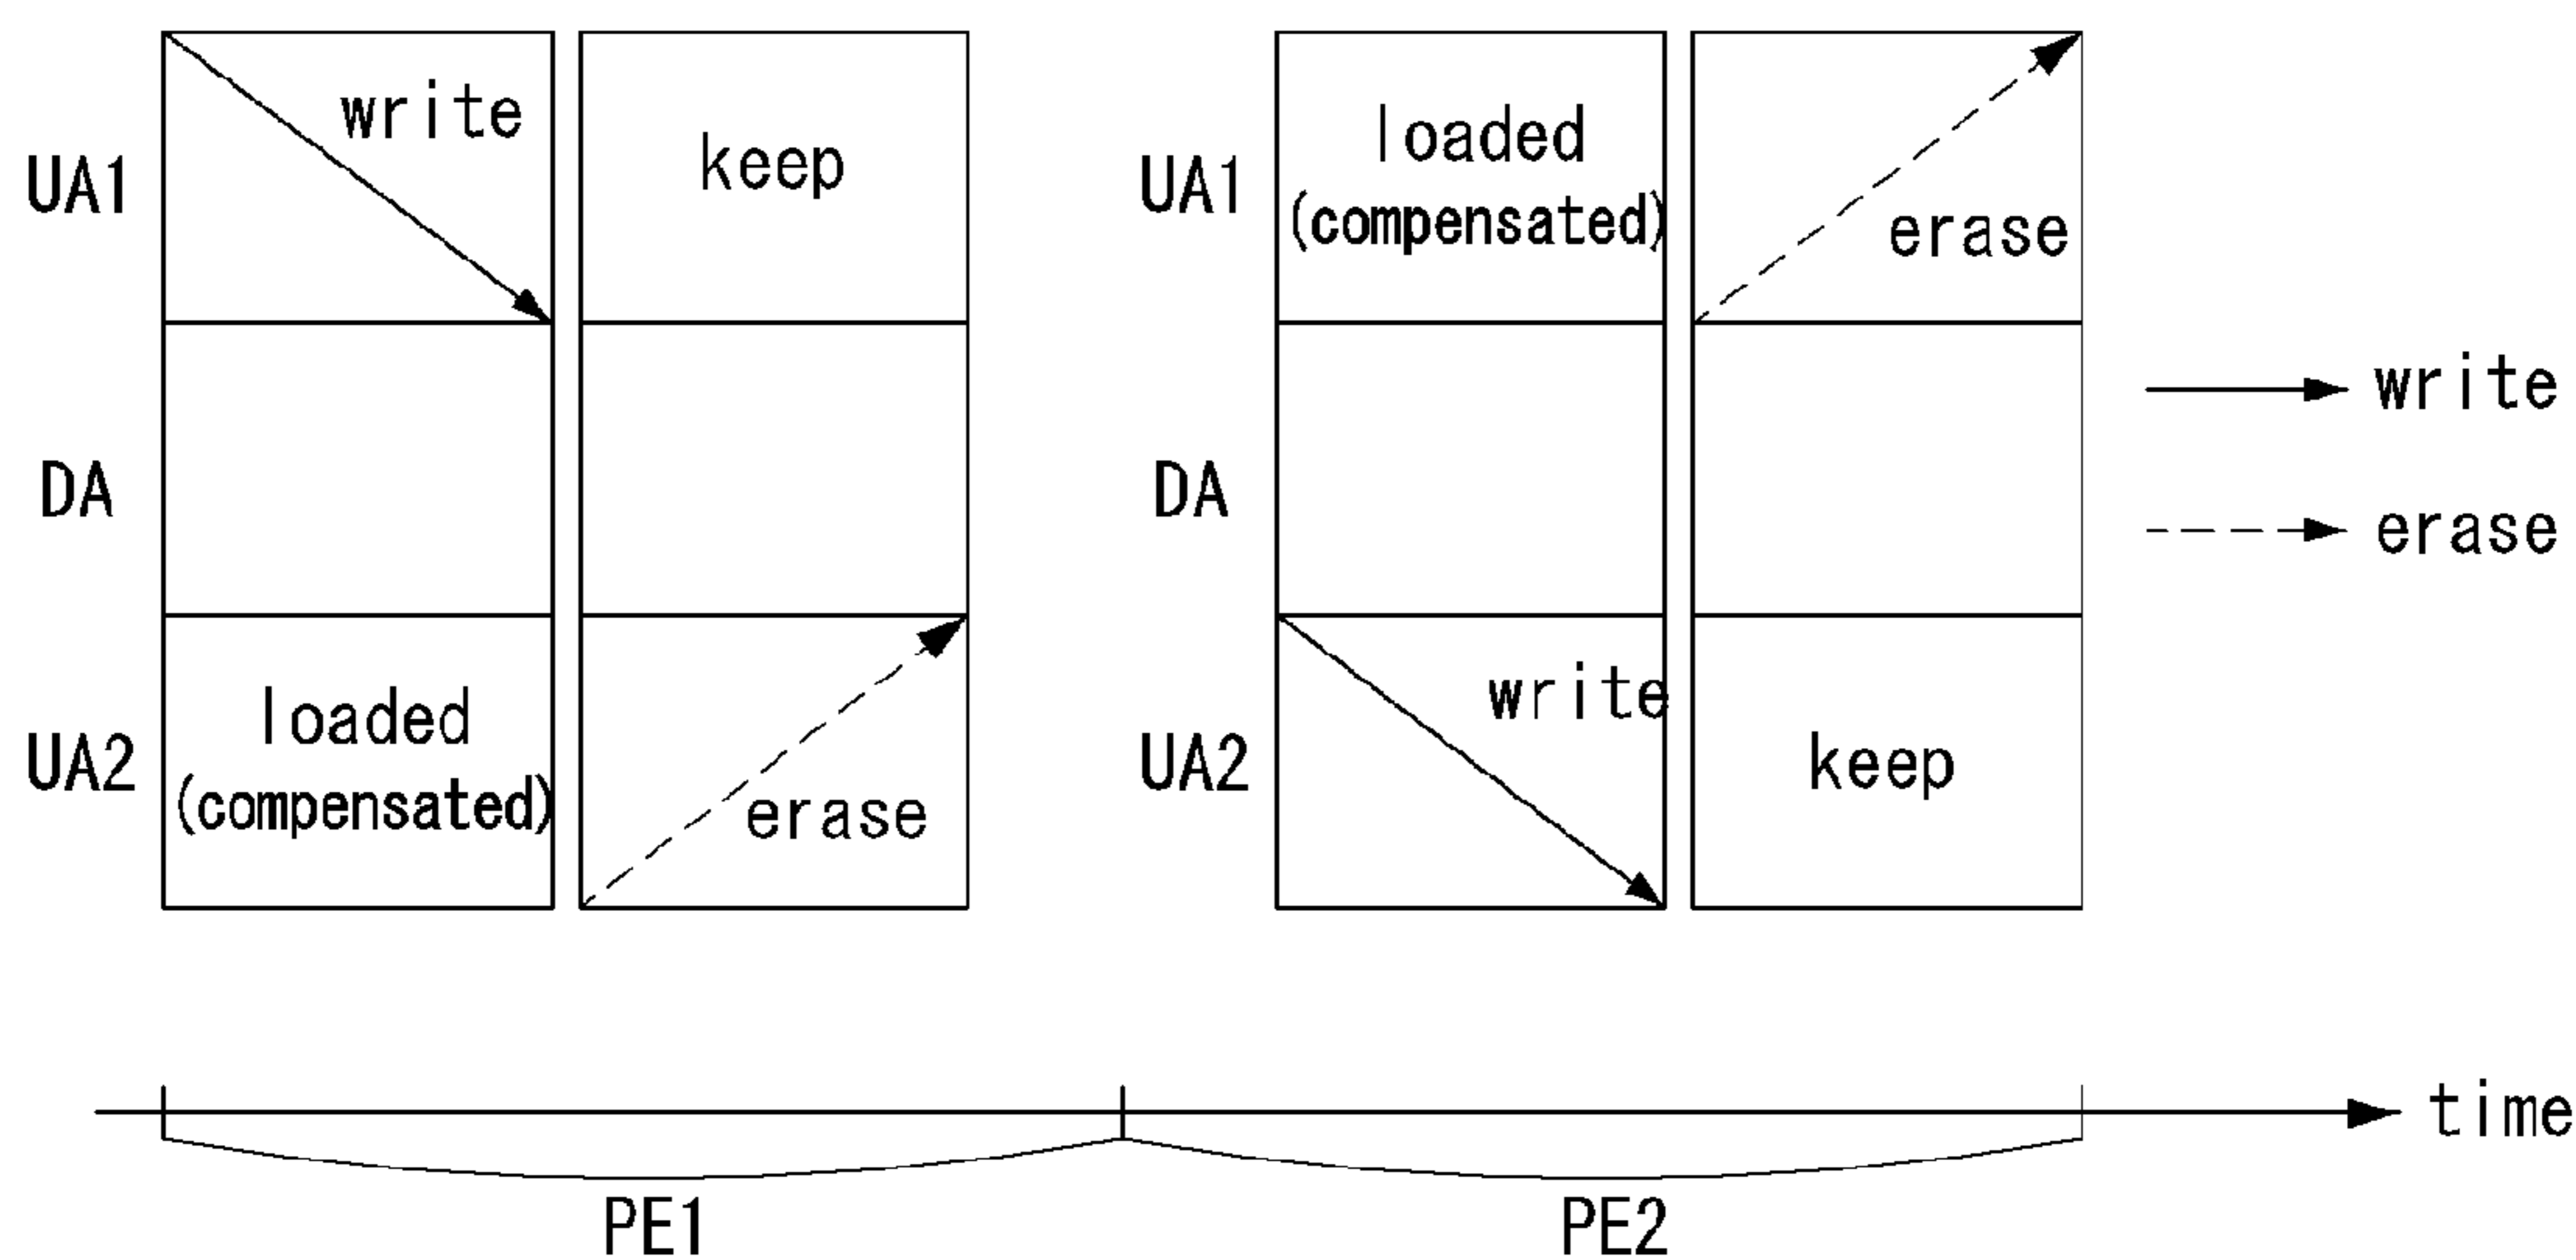 UA1 write keep UA1 loaded
(compensated) erase
DA DA write
erase
UA2 loaded
(compensated) erase UA2 write keep
time
PE1 PE2